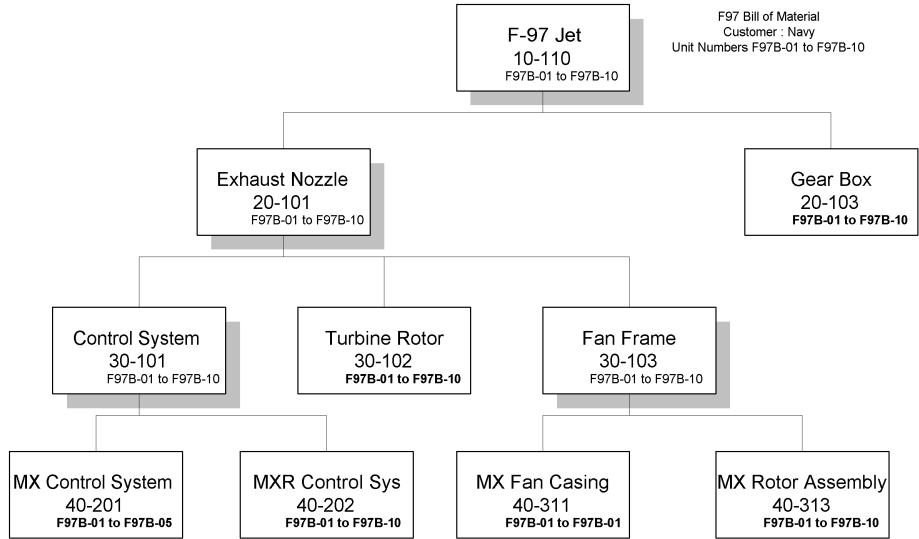 F97 Bill of Material
Customer : Navy
Unit Numbers F97B-01 to F97B-10
F-97 Jet
10-110
F97B-01 to F97B-10
Exhaust Nozzle
20-101
F97B-01 to F97B-10
Gear Box
20-103
F97B-01 to F97B-10
Control System
30-101
F97B-01 to F97B-10
Turbine Rotor
30-102
F97B-01 to F97B-10
Fan Frame
30-103
F97B-01 to F97B-10
MX Control System
40-201
F97B-01 to F97B-05
MXR Control Sys
40-202
F97B-01 to F97B-10
MX Fan Casing
40-311
F97B-01 to F97B-01
MX Rotor Assembly
40-313
F97B-01 to F97B-10